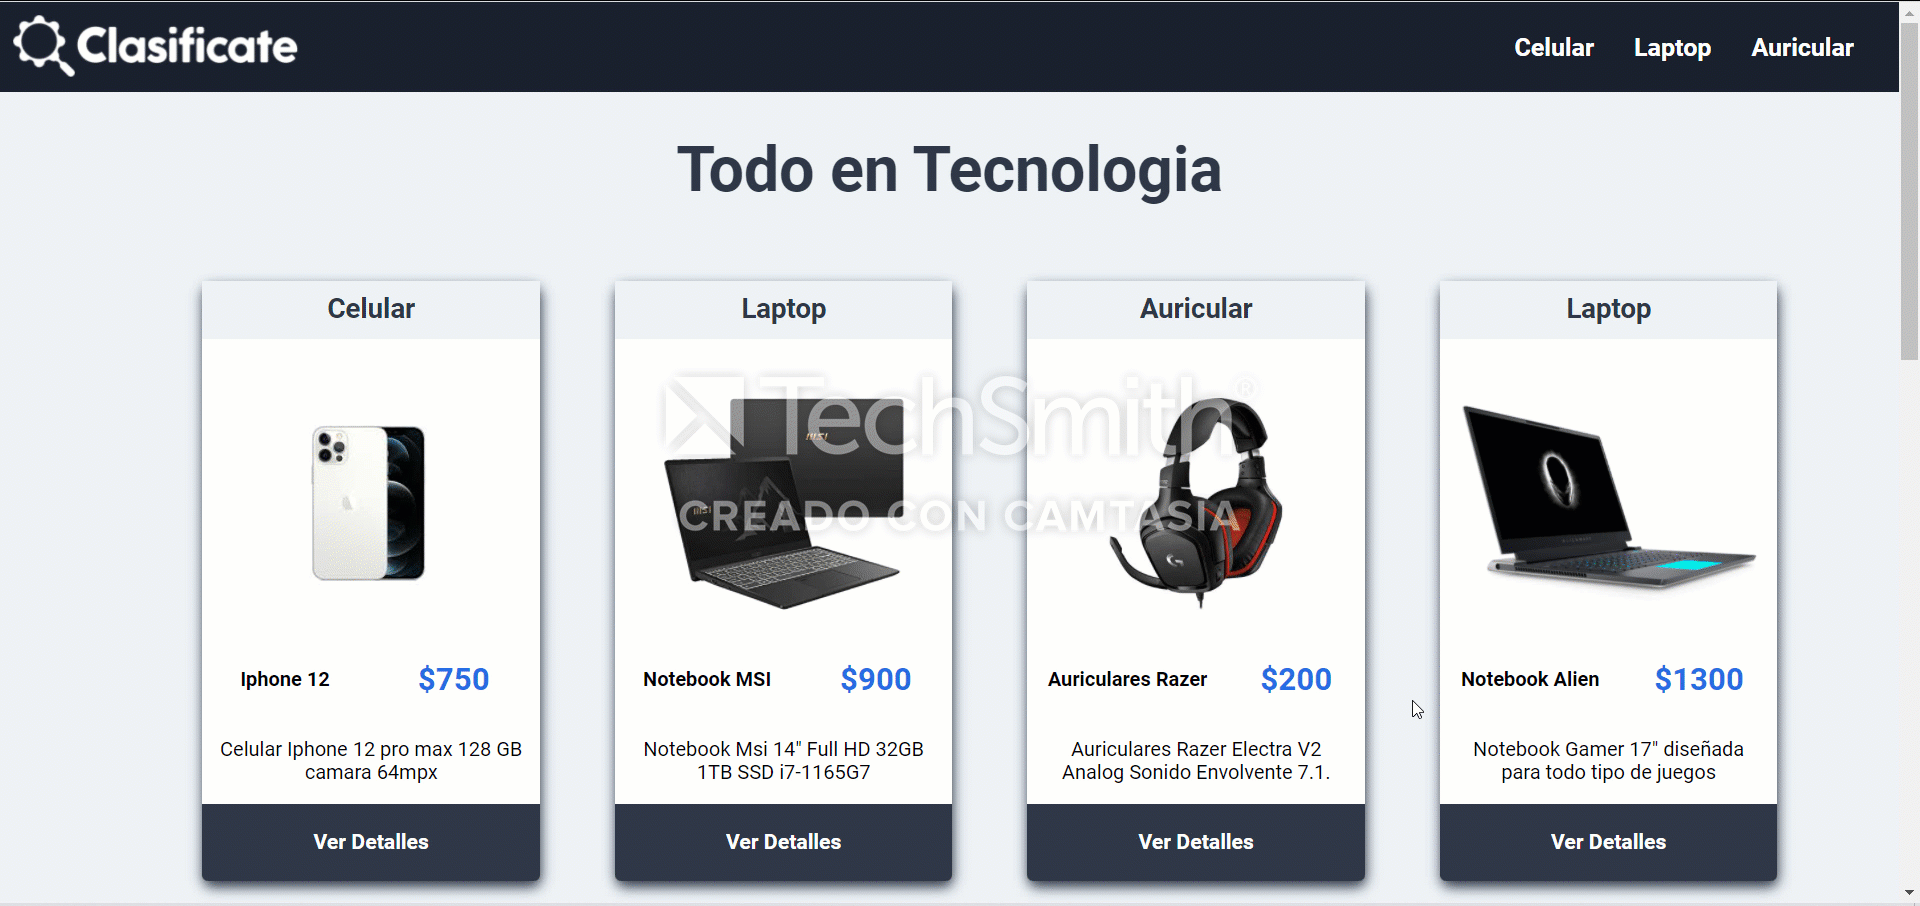 Clasificate
Celular Laptop Auricular
Todo en Tecnologia
Celular
Laptop
Auricular
Laptop
TechSmith®
CREADO CON CAMTASIA
msi
msi
G
Iphone 12 $750
Notebook MSI $900
Auriculares Razer $200
Notebook Alien $1300
Celular Iphone 12 pro max 128 GB
camara 64mpx
Notebook Msi 14" Full HD 32GB
1TB SSD i7-1165G7
Auriculares Razer Electra V2
Analog Sonido Envolvente 7.1.
Notebook Gamer 17" diseñada
para todo tipo de juegos
Ver Detalles
Ver Detalles
Ver Detalles
Ver Detalles